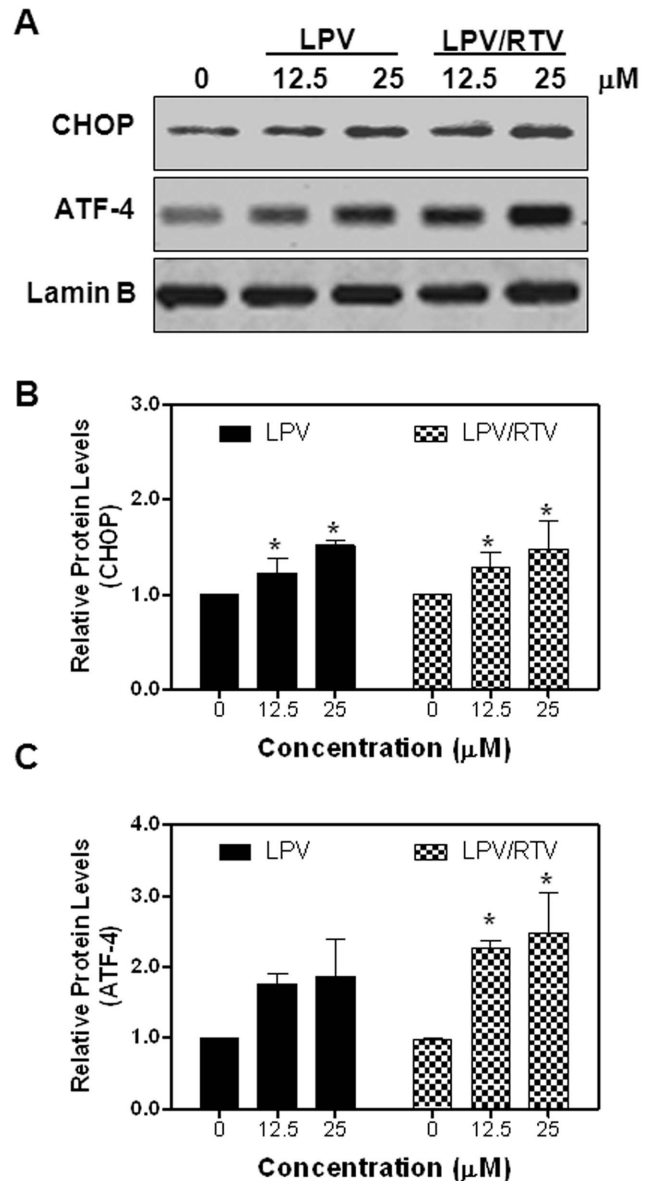 A
LPV LPV/RTV
0 12.5 25 12.5 25 μM
CHOP
ATF-4
Lamin B
B
3.0
2.0
1.0
0.0
Relative Protein Levels
(CHOP)
LPV LPV/RTV
* * * *
0 12.5 25 0 12.5 25
Concentration (μM)
C
4.0
3.0
2.0
1.0
0.0
Relative Protein Levels
(ATF-4)
LPV LPV/RTV
* *
0 12.5 25 0 12.5 25
Concentration (μM)